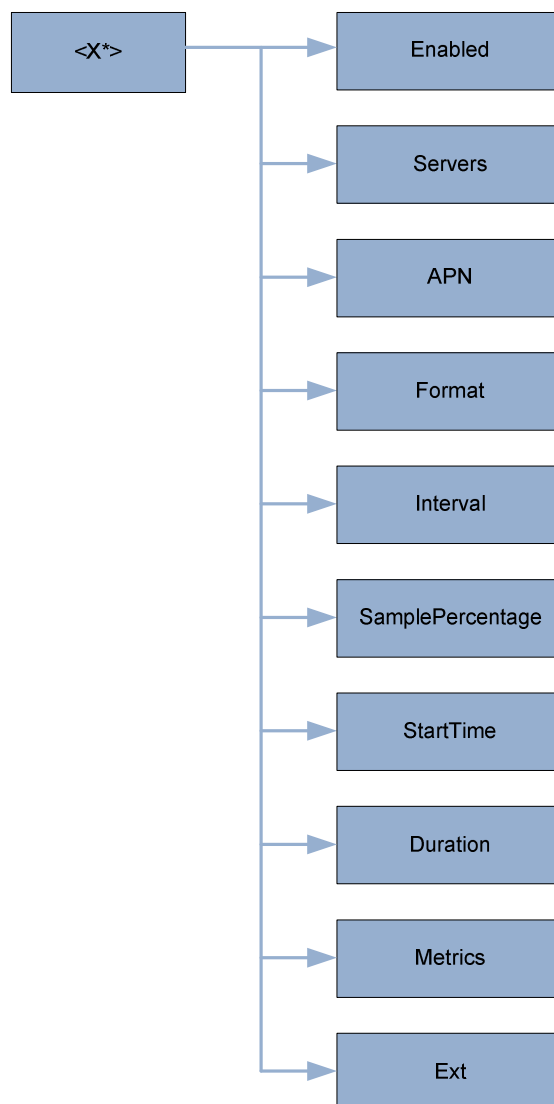 <X*>
Enabled
Servers
APN
Format
Interval
SamplePercentage
StartTime
Duration
Metrics
Ext